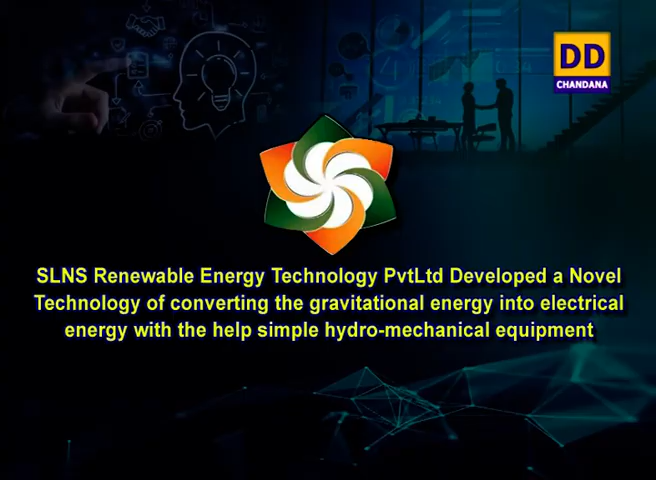 DD
CHANDANA
SLNS Renewable Energy Technology PvtLtd Developed a Novel
Technology of converting the gravitational energy into electrical
energy with the help simple hydro-mechanical equipment